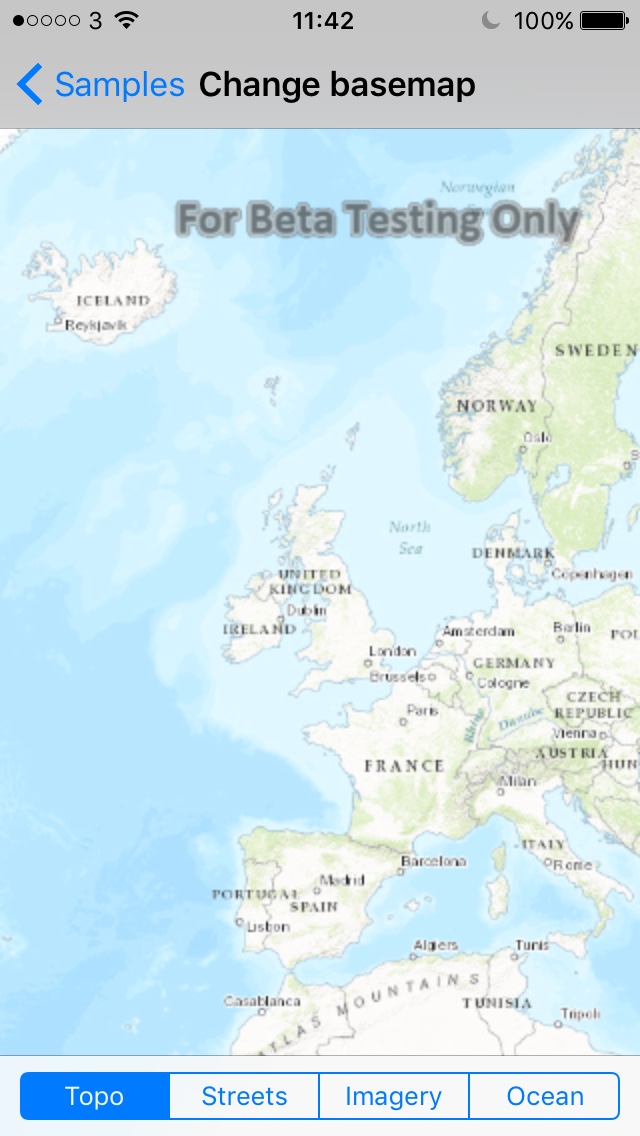 3 11:42 100%
Samples Change basemap
Norwegian
For Beta Testing Only
ICELAND
Reykjavik
SWEDEN
NORWAY
Oslo
S
North
Sea
DENMARK
Copenhagen
UNITED
KINGDOM
Dublin
IRELAND
Amsterdam
Berlin
POL
London
GERMANY
Brussels
Cologne
CZECH
REPUBLIC
Paris
Rhine
Danube
Vienna
AUSTRIA
HUN
FRANCE
Milan
ITALY
Rome
Barcelona
Madrid
PORTUGAL
SPAIN
Lisbon
Algiers
Tunis
Casablanca
ATLAS MOUNTAINS
TUNISIA
Tripoli
Topo Streets Imagery Ocean